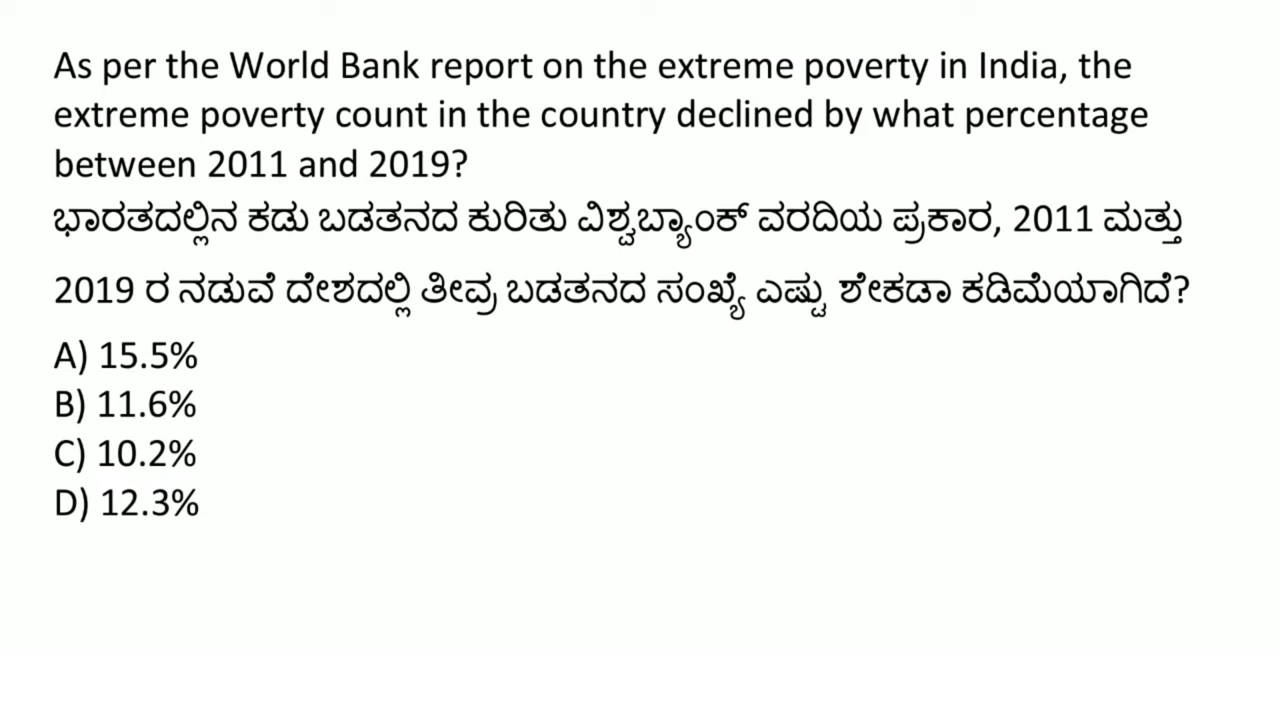 As per the World Bank report on the extreme poverty in India, the
extreme poverty count in the country declined by what percentage
between 2011 and 2019?
ಭಾರತದಲ್ಲಿನ ಕಡು ಬಡತನದ ಕುರಿತು ವಿಶ್ವಬ್ಯಾಂಕ್ ವರದಿಯ ಪ್ರಕಾರ, 2011 ಮತ್ತು
2019 ರ ನಡುವೆ ದೇಶದಲ್ಲಿ ತೀವ್ರ ಬಡತನದ ಸಂಖ್ಯೆ ಎಷ್ಟು ಶೇಕಡಾ ಕಡಿಮೆಯಾಗಿದೆ?
A) 15.5%
B) 11.6%
C) 10.2%
D) 12.3%